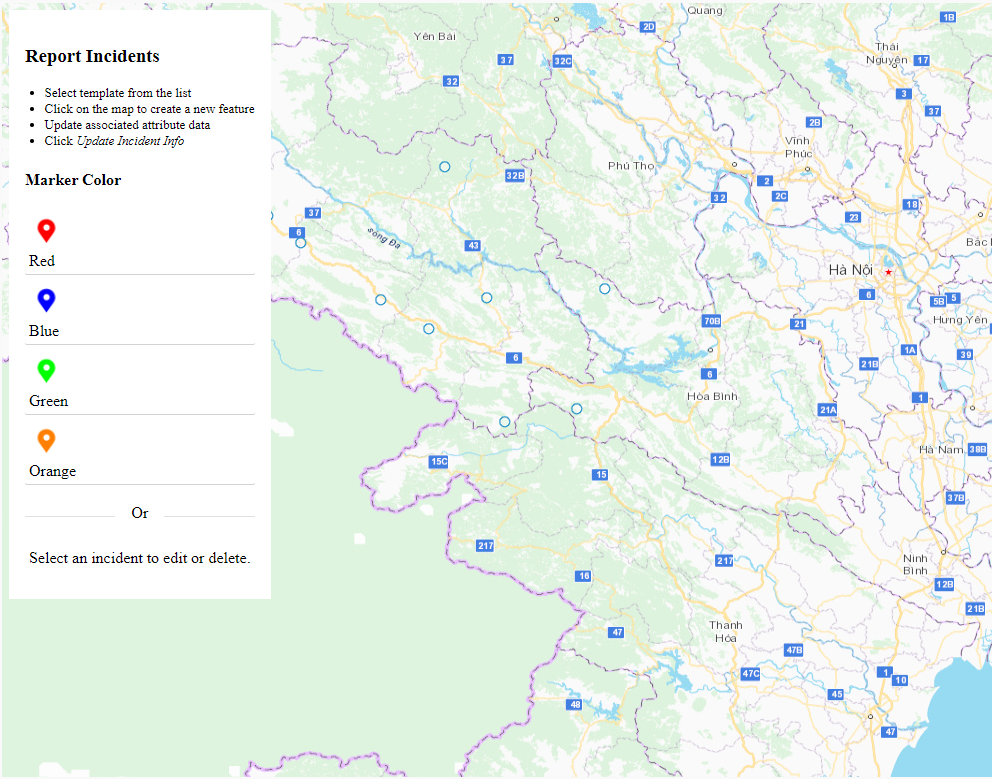 Report Incidents
Select template from the list
Click on the map to create a new feature
Update associated attribute data
Click Update Incident Info
Marker Color
Red
Blue
Green
Orange
Or
Select an incident to edit or delete.
Quang
1B
2D
Yên Bái
Thái
Nguyên
17
37
32C
32
3
37
2B
Vĩnh
Phúc
Phú Thọ
32B
2
32
2C
18
37
23
6
sông Đà
43
Bắc
Hà Nội
6
5B
5
Hưng Yên
70B
21
1A
39
6
21B
6
Hòa Bình
1
21A
Hà Nam
38B
15C
12B
15
37B
217
217
Ninh
Bình
16
12B
21B
Thanh
Hóa
47
47B
47C
1
10
45
48
47